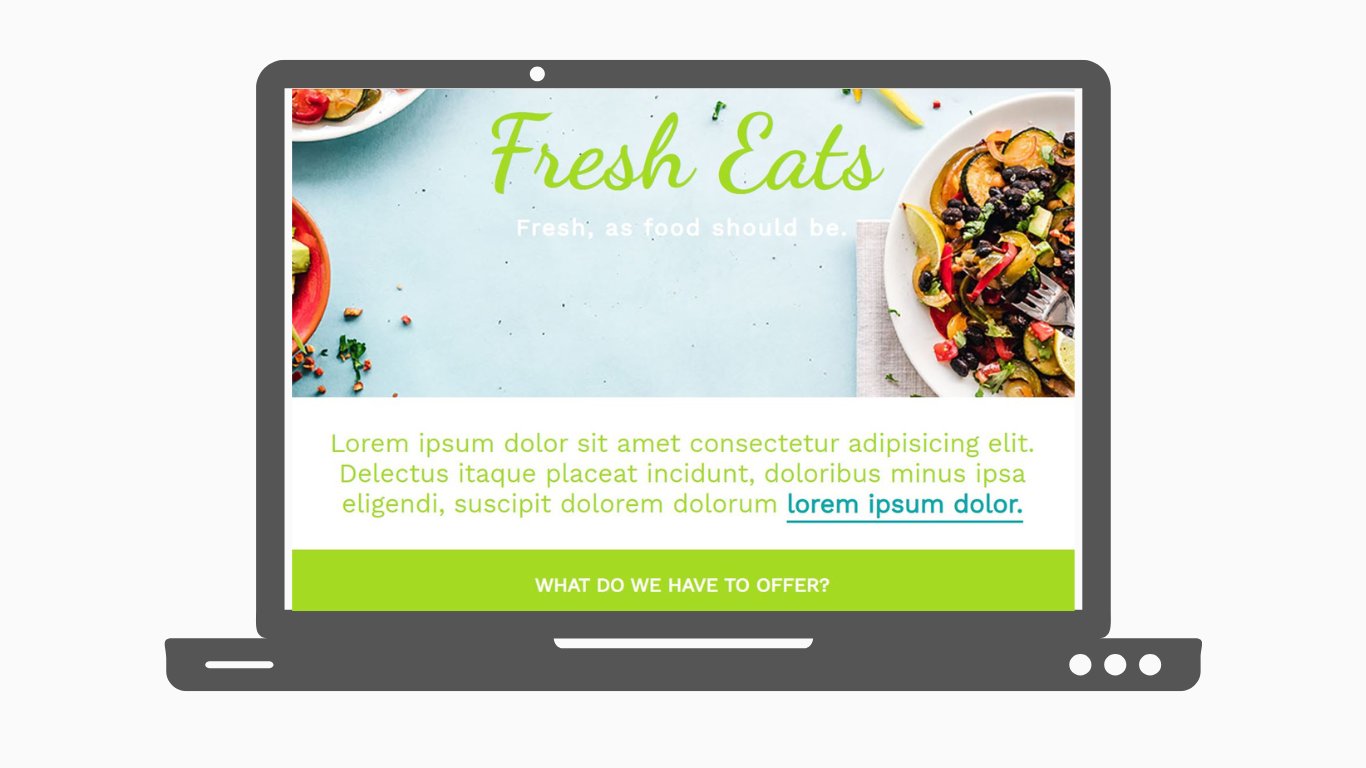 Fresh Eats
Fresh, as food should be.
Lorem ipsum dolor sit amet consectetur adipisicing elit.
Delectus itaque placeat incidunt, doloribus minus ipsa
eligendi, suscipit dolorem dolorum lorem ipsum dolor.
WHAT DO WE HAVE TO OFFER?